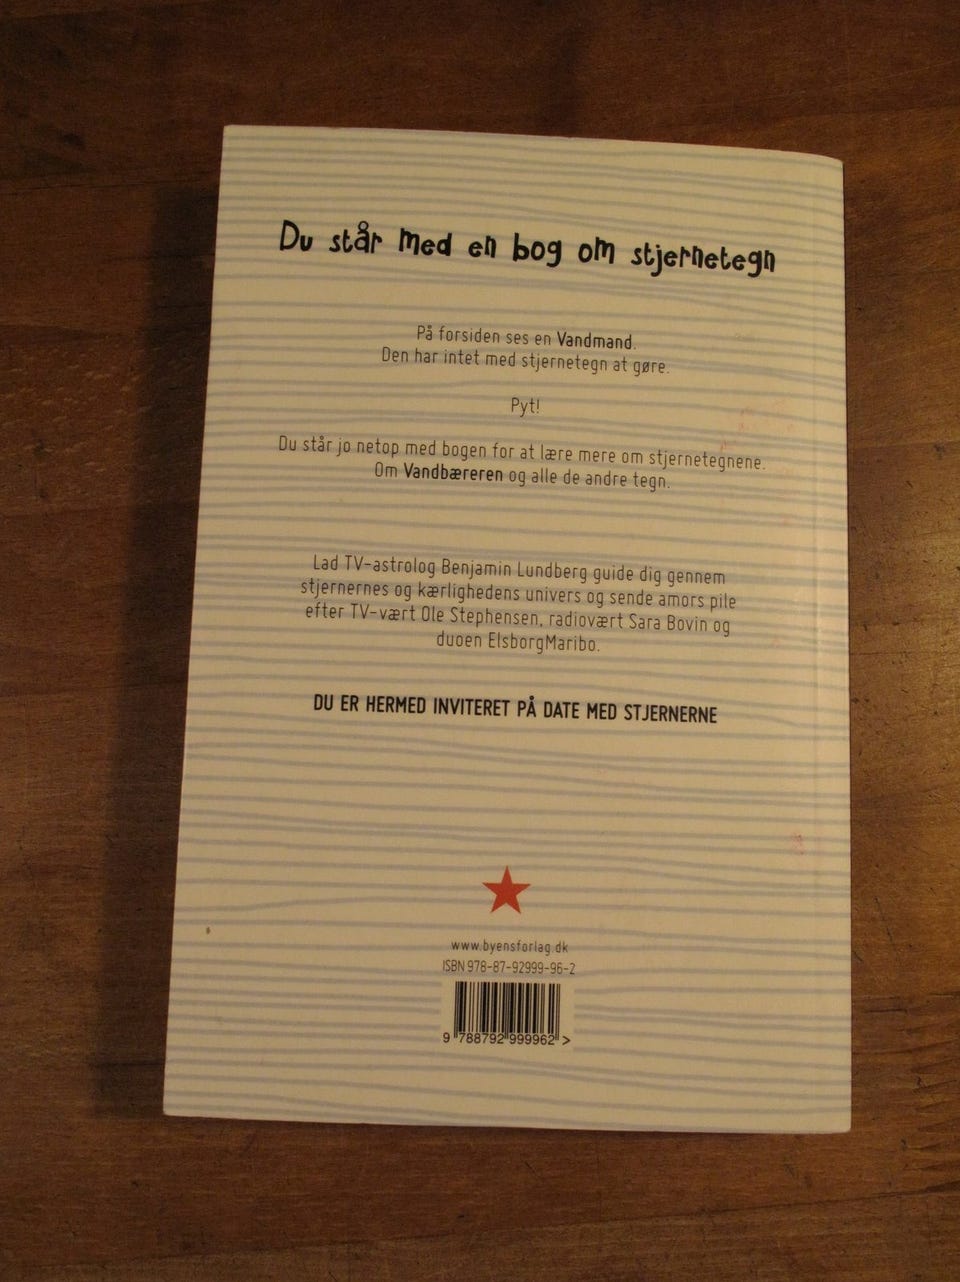 Du står med en bog om stjernetegn
På forsiden ses en Vandmand.
Den har intet med stjernetegn at gøre.
Pyt!
Du står jo netop med bogen for at lære mere om stjernetegnene.
Om Vandbæreren og alle de andre tegn.
Lad TV-astrolog Benjamin Lundberg guide dig gennem
stjernernes og kærlighedens univers og sende amors pile
efter TV-vært Ole Stephensen, radiovært Sara Bovin og
duoen ElsborgMaribo.
DU ER HERMED INVITERET PÅ DATE MED STJERNERNE
www.byensforlag.dk
ISBN 978-87-92999-96-2
9 788792 999962 >